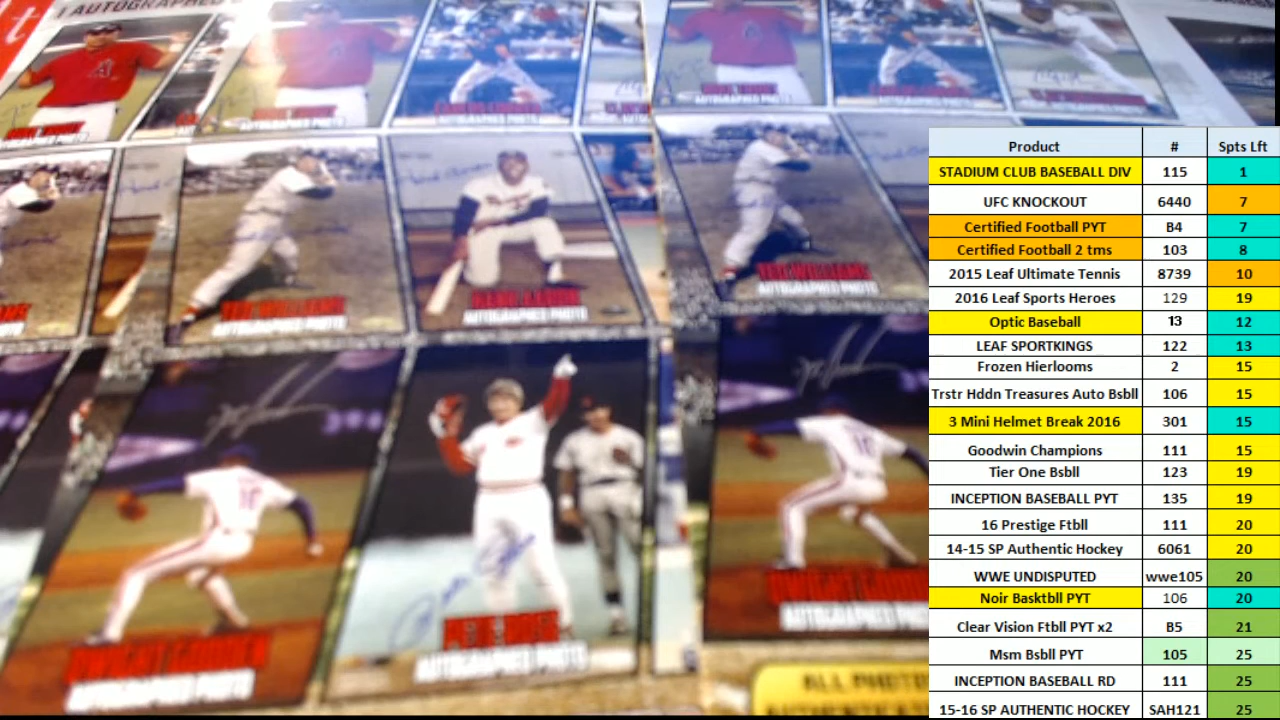 AUTOGRAPHED
AUTOGRAPHED PHOTO
AUTOGRAPHED PHOTO
AUTOGRAPHED PHOTO
TED WILLIAMS
AUTOGRAPHED PHOTO
HANK AARON
AUTOGRAPHED PHOTO
TED WILLIAMS
AUTOGRAPHED PHOTO
DWIGHT GOODEN
AUTOGRAPHED PHOTO
PETE ROSE
AUTOGRAPHED PHOTO
DWIGHT GOODEN
AUTOGRAPHED
ALL PHOTO
Product # Spts Lft
STADIUM CLUB BASEBALL DIV 115 1
UFC KNOCKOUT 6440 7
Certified Football PYT B4 7
Certified Football 2 tms 103 8
2015 Leaf Ultimate Tennis 8739 10
2016 Leaf Sports Heroes 129 19
Optic Baseball 13 12
LEAF SPORTKINGS 122 13
Frozen Hierlooms 2 15
Trstr Hddn Treasures Auto Bsbll 106 15
3 Mini Helmet Break 2016 301 15
Goodwin Champions 111 15
Tier One Bsbll 123 19
INCEPTION BASEBALL PYT 135 19
16 Prestige Ftbll 111 20
14-15 SP Authentic Hockey 6061 20
WWE UNDISPUTED wwe105 20
Noir Basktbll PYT 106 20
Clear Vision Ftbll PYT x2 B5 21
Msm Bsbll PYT 105 25
INCEPTION BASEBALL RD 111 25
15-16 SP AUTHENTIC HOCKEY SAH121 25